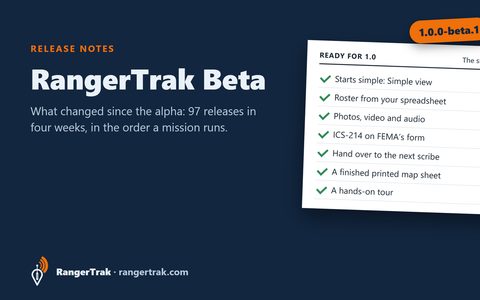 RELEASE NOTES
RangerTrak Beta
What changed since the alpha: 97 releases in
four weeks, in the order a mission runs.
1.0.0-beta.1
READY FOR 1.0
The s
Starts simple: Simple view
Roster from your spreadsheet
Photos, video and audio
ICS-214 on FEMA's form
Hand over to the next scribe
A finished printed map sheet
A hands-on tour
RangerTrak · rangertrak.com